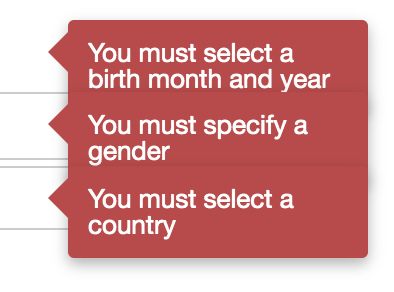 You must select a
birth month and year
You must specify a
gender
You must select a
country